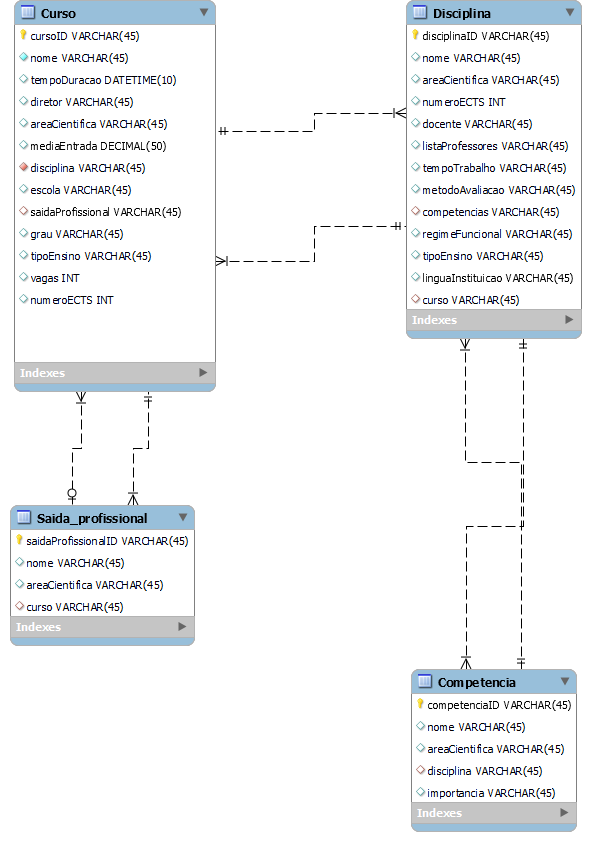 Curso
cursoID VARCHAR(45)
nome VARCHAR(45)
tempoDuracao DATETIME(10)
diretor VARCHAR(45)
areaCientifica VARCHAR(45)
mediaEntrada DECIMAL(50)
disciplina VARCHAR(45)
escola VARCHAR(45)
saidaProfissional VARCHAR(45)
grau VARCHAR(45)
tipoEnsino VARCHAR(45)
vagas INT
numeroECTS INT
Indexes
Disciplina
disciplinaID VARCHAR(45)
nome VARCHAR(45)
areaCientifica VARCHAR(45)
numeroECTS INT
docente VARCHAR(45)
listaProfessores VARCHAR(45)
tempoTrabalho VARCHAR(45)
metodoAvaliacao VARCHAR(45)
competencias VARCHAR(45)
regimeFuncional VARCHAR(45)
tipoEnsino VARCHAR(45)
linguaInstituicao VARCHAR(45)
curso VARCHAR(45)
Indexes
Saida_profissional
saidaProfissionalID VARCHAR(45)
nome VARCHAR(45)
areaCientifica VARCHAR(45)
curso VARCHAR(45)
Indexes
Competencia
competenciaID VARCHAR(45)
nome VARCHAR(45)
areaCientifica VARCHAR(45)
disciplina VARCHAR(45)
importancia VARCHAR(45)
Indexes